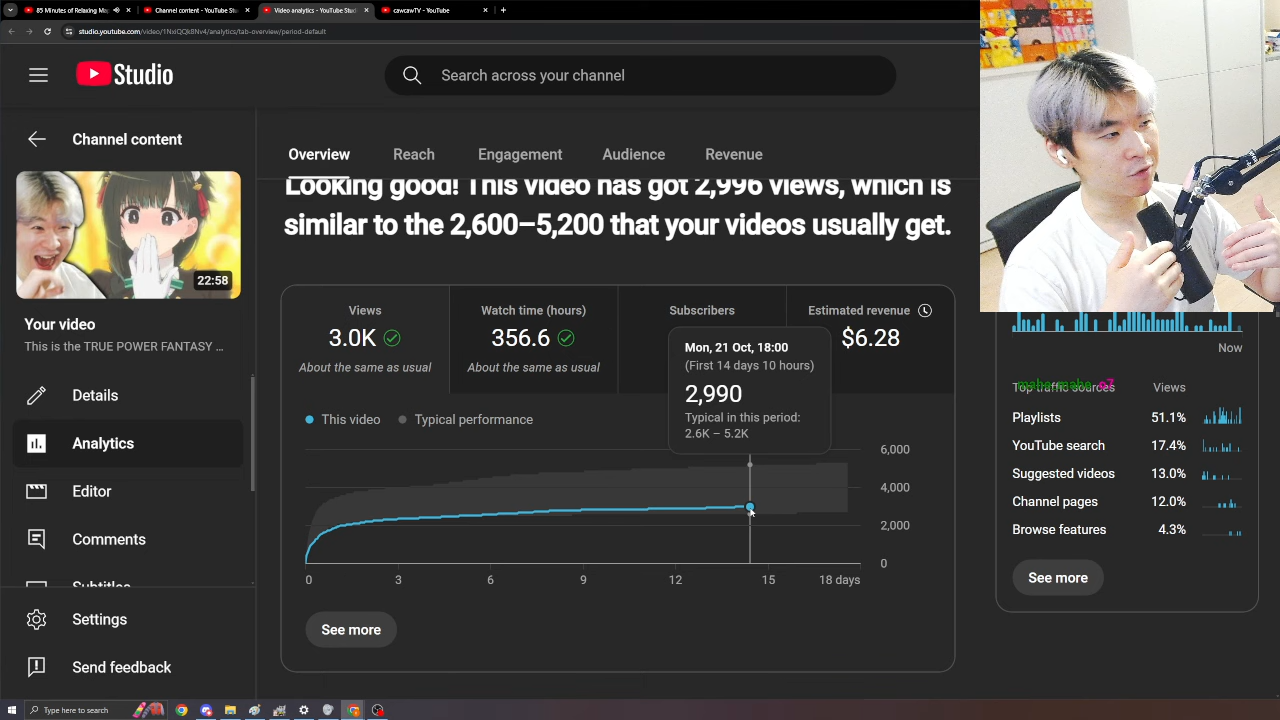 85 Minutes of Relaxing Ma
Channel content - YouTube Stu
Video analytics - YouTube Stud
cawcawTV - YouTube
studio.youtube.com/video/1NxiQQk8Nv4/analytics/tab-overview/period-default
Studio
Search across your channel
Channel content
22:58
Your video
This is the TRUE POWER FANTASY ...
Details
Analytics
Editor
Comments
Subtitles
Settings
Send feedback
Overview
Reach
Engagement
Audience
Revenue
Looking good! This video has got 2,996 views, which is
similar to the 2,600–5,200 that your videos usually get.
Views
3.0K
About the same as usual
Watch time (hours)
356.6
About the same as usual
Subscribers
Estimated revenue
$6.28
Mon, 21 Oct, 18:00
(First 14 days 10 hours)
2,990
Typical in this period:
2.6K – 5.2K
This video
Typical performance
6,000
4,000
2,000
0
0
3
6
9
12
15
18 days
See more
Now
mahe mahe o7
Top traffic sources
Views
Playlists
51.1%
YouTube search
17.4%
Suggested videos
13.0%
Channel pages
12.0%
Browse features
4.3%
See more
Type here to search